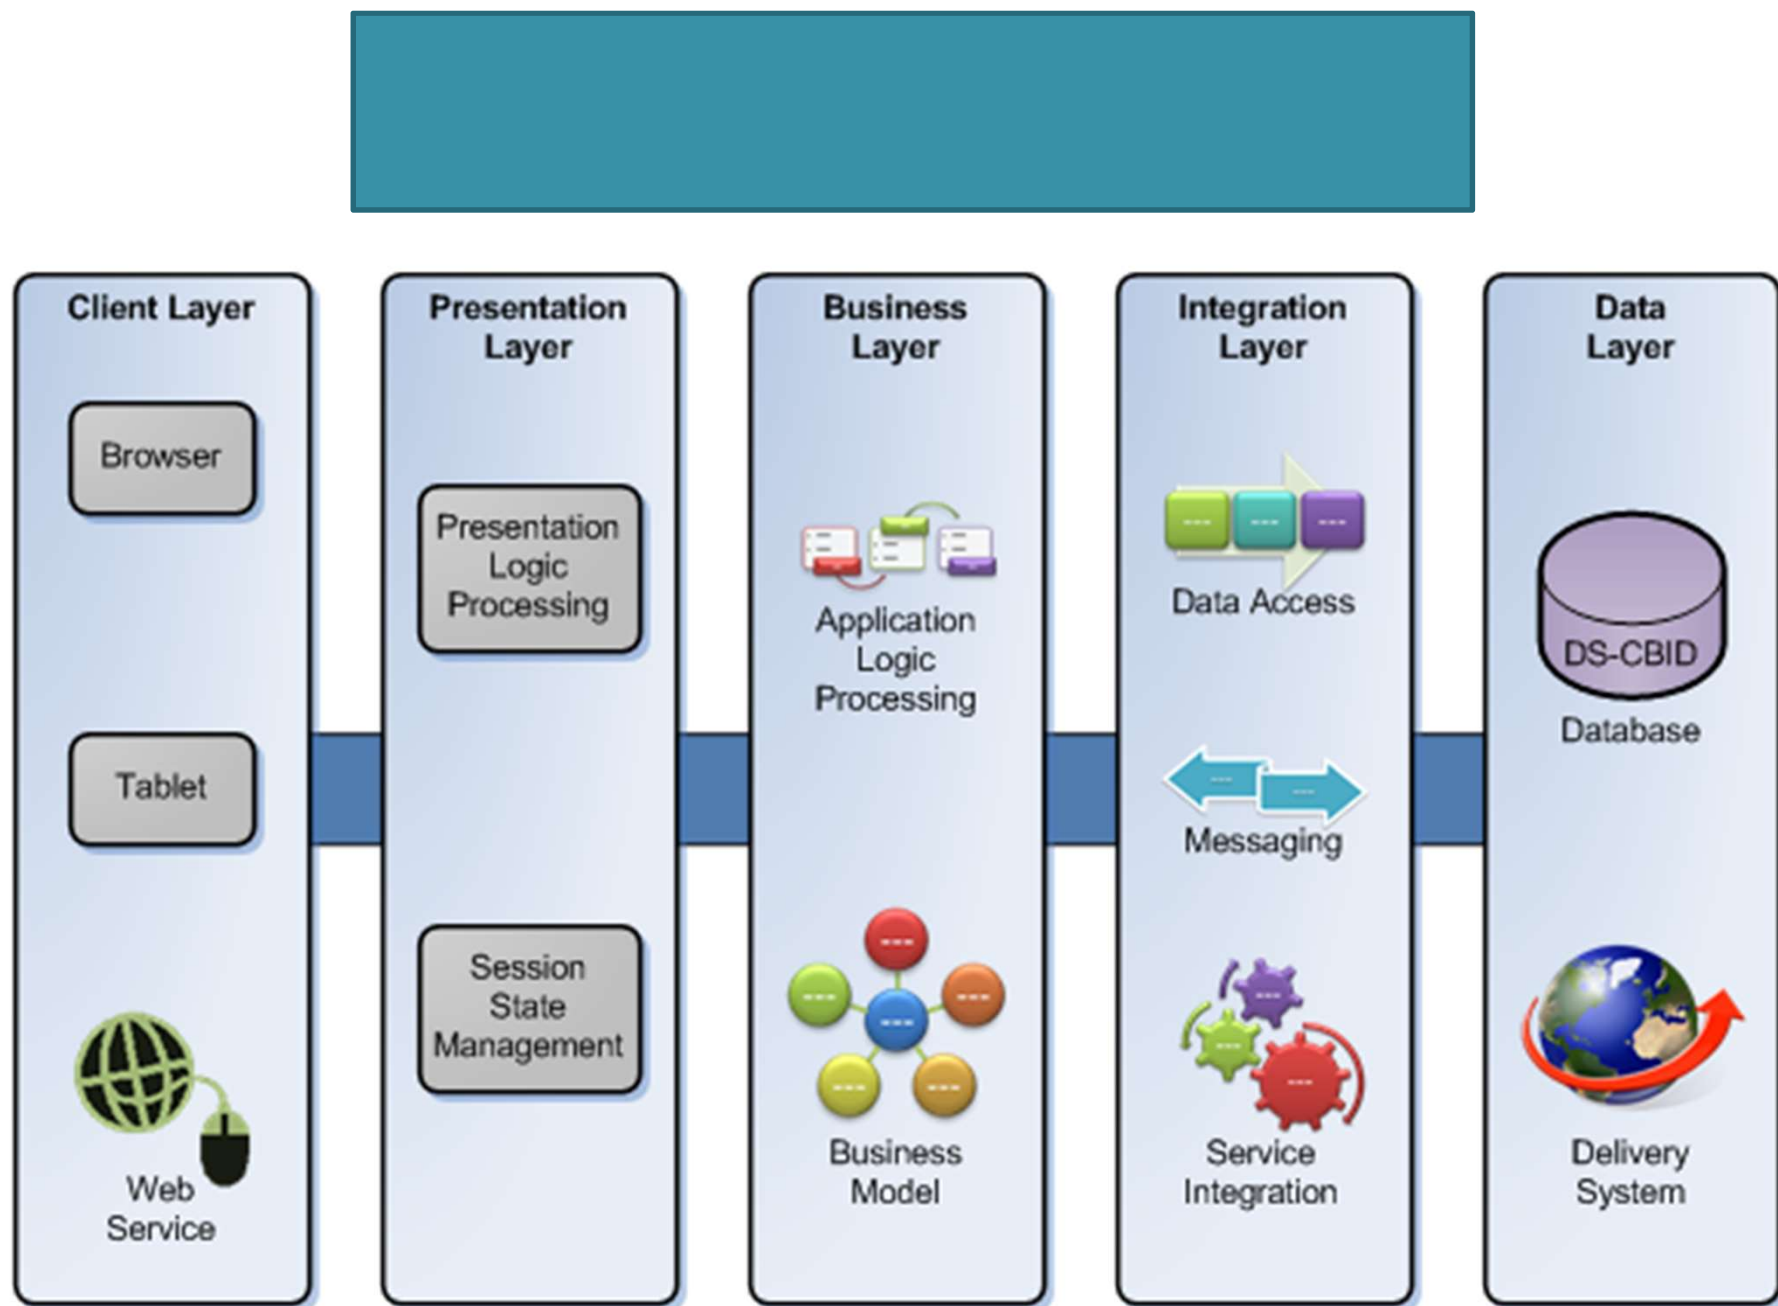 Client Layer
Browser
Tablet
Web
Service
Presentation
Layer
Presentation
Logic
Processing
Session
State
Management
Business
Layer
Application
Logic
Processing
Business
Model
Integration
Layer
--- --- ---
Data Access
--- ---
Messaging
---
---
---
Service
Integration
Data
Layer
DS-CBID
Database
Delivery
System